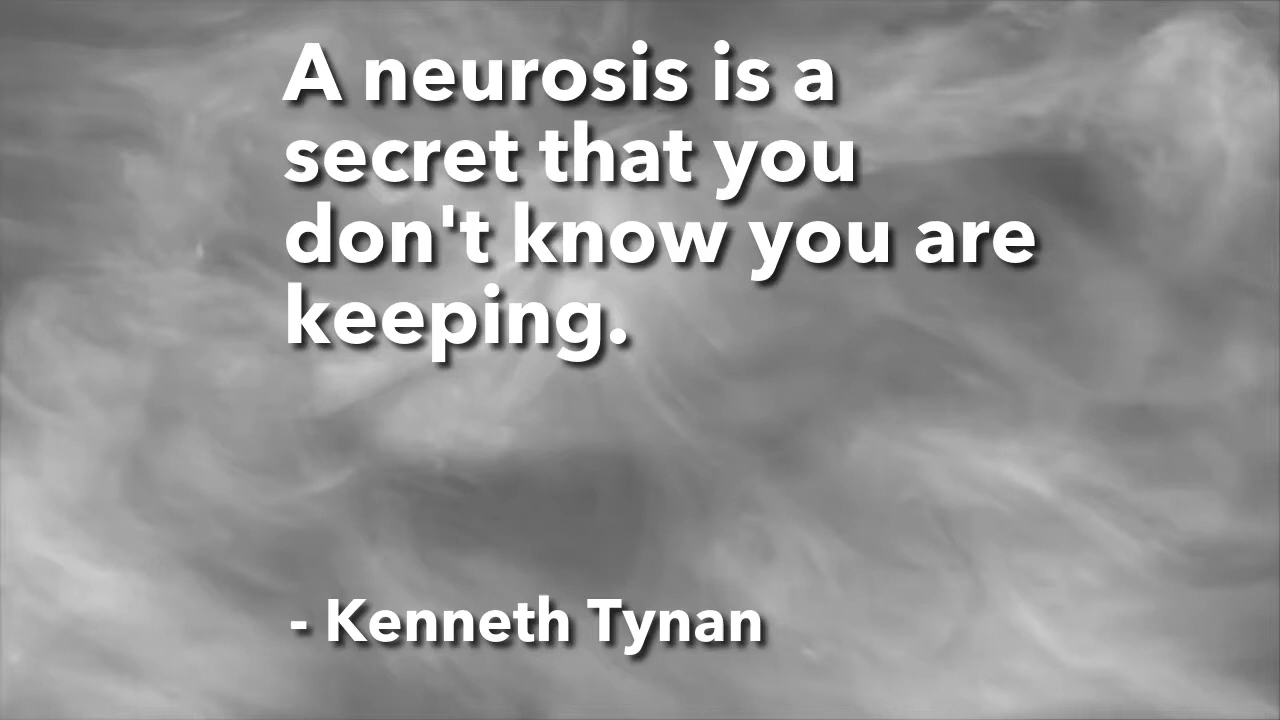 A neurosis is a
secret that you
don't know you are
keeping.
- Kenneth Tynan